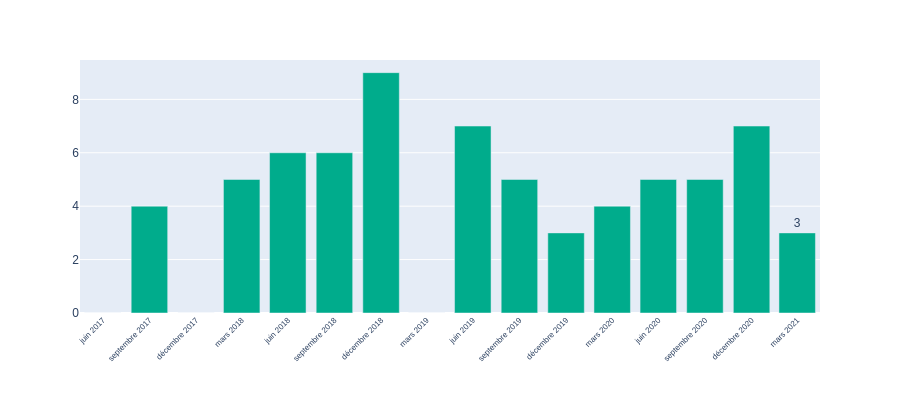 8
6
4
2
0
3
juin 2017
septembre 2017
décembre 2017
mars 2018
juin 2018
septembre 2018
décembre 2018
mars 2019
juin 2019
septembre 2019
décembre 2019
mars 2020
juin 2020
septembre 2020
décembre 2020
mars 2021